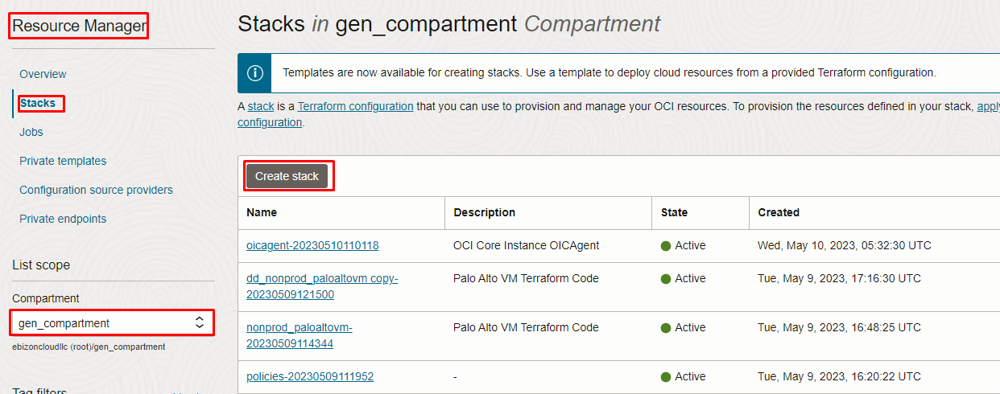 Resource Manager
Overview
Stacks
Jobs
Private templates
Configuration source providers
Private endpoints
List scope
Compartment
gen_compartment
ebizoncloudllc (root)/gen_compartment
Tag filters
Stacks in gen_compartment Compartment
Templates are now available for creating stacks. Use a template to deploy cloud resources from a provided Terraform configuration.
A stack is a Terraform configuration that you can use to provision and manage your OCI resources. To provision the resources defined in your stack, apply
configuration.
Create stack
Name Description State Created
oicagent-20230510110118 OCI Core Instance OICAgent Active Wed, May 10, 2023, 05:32:30 UTC
dd_nonprod_paloaltovm copy- Palo Alto VM Terraform Code Active Tue, May 9, 2023, 17:16:30 UTC
20230509121500
nonprod_paloaltovm- Palo Alto VM Terraform Code Active Tue, May 9, 2023, 16:48:25 UTC
20230509114344
policies-20230509111952 - Active Tue, May 9, 2023, 16:20:22 UTC